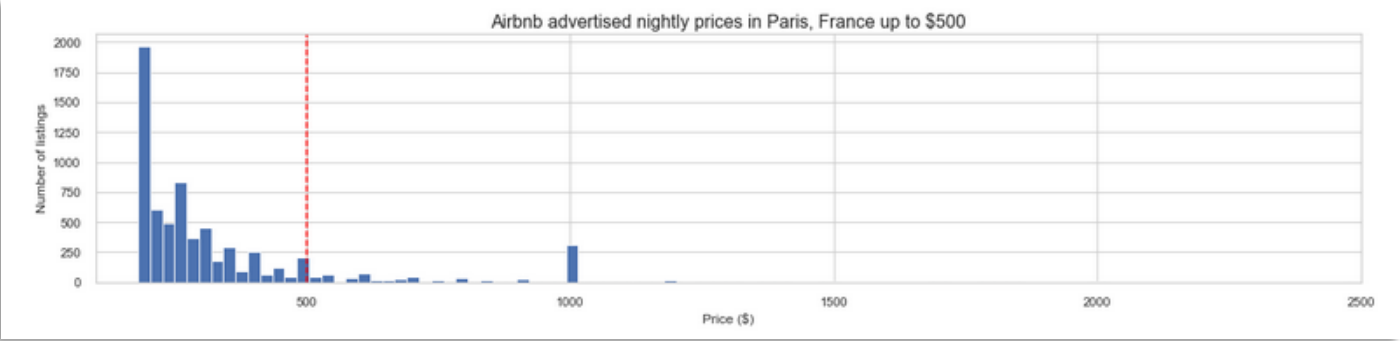 Airbnb advertised nightly prices in Paris, France up to $500
2000
1750
1500
1250
1000
750
500
250
0
Number of listings
500 1000 1500 2000 2500
Price ($)